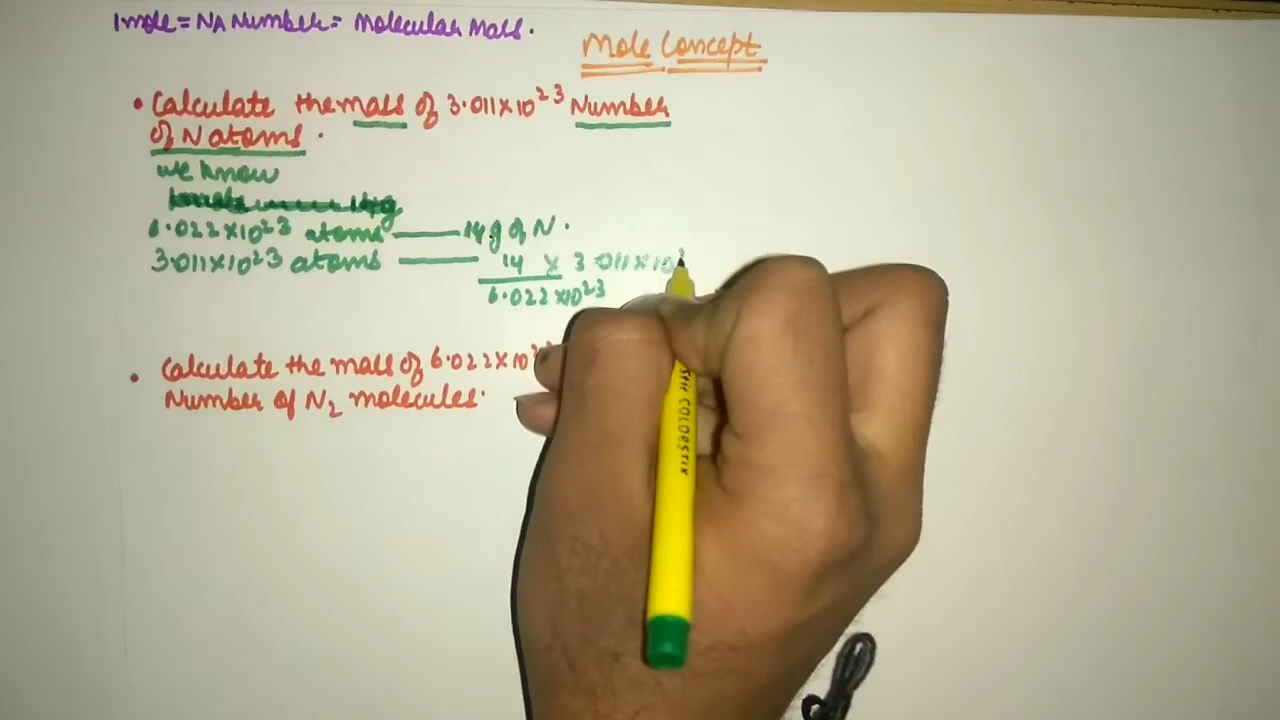 1mole = NA Number = molecular mass.
Mole Concept
• Calculate the mass of 3.011×10²³ Number
of N atoms.
we know
6.022×10²³ atoms —— 14g of N.
3.011×10²³ atoms —— 14 × 3.011×10
6.022×10²³
• Calculate the mass of 6.022×10
Number of N₂ molecules.
STIC COLORSTIX